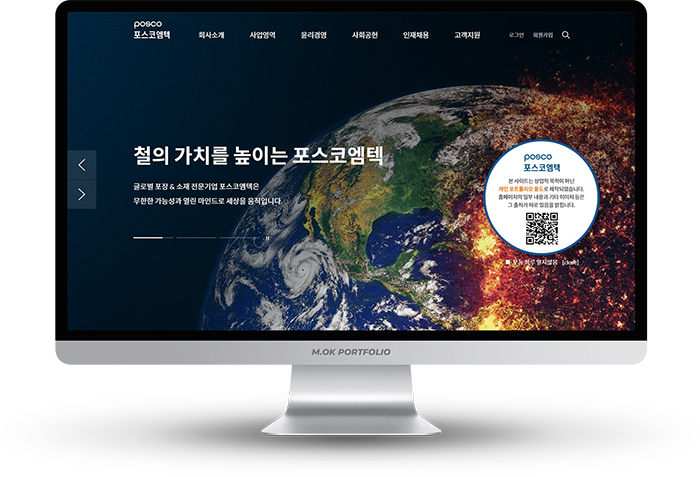 posco
포스코엠텍
회사소개 사업영역 윤리경영 사회공헌 인재채용 고객지원 로그인 회원가입
철의 가치를 높이는 포스코엠텍
글로벌 포장 & 소재 전문기업 포스코엠텍은
무한한 가능성과 열린 마인드로 세상을 움직입니다.
posco
포스코엠텍
본 사이트는 상업적 목적이 아닌
개인 포트폴리오 용도로 제작되었습니다.
홈페이지의 일부 내용과 기타 이미지 등은
그 출처가 따로 있음을 밝힙니다.
오늘 하루 열지않음 [close]
M.OK PORTFOLIO